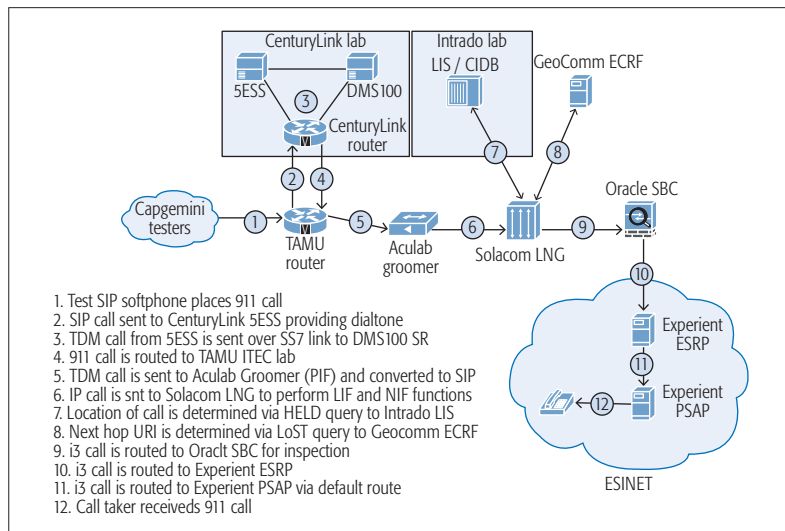 CenturyLink lab
Intrado lab
5ESS
DMS100
3
CenturyLink
router
LIS / CIDB
GeoComm ECRF
2
4
7
8
Capgemini
testers
1
TAMU
router
5
Aculab
groomer
6
Solacom LNG
9
Oracle SBC
10
Experient
ESRP
11
Experient
PSAP
12
ESINET
1. Test SIP softphone places 911 call
2. SIP call sent to CenturyLink 5ESS providing dialtone
3. TDM call from 5ESS is sent over SS7 link to DMS100 SR
4. 911 call is routed to TAMU ITEC lab
5. TDM call is sent to Aculab Groomer (PIF) and converted to SIP
6. IP call is snt to Solacom LNG to perform LIF and NIF functions
7. Location of call is determined via HELD query to Intrado LIS
8. Next hop URI is determined via LoST query to Geocomm ECRF
9. i3 call is routed to Oraclt SBC for inspection
10. i3 call is routed to Experient ESRP
11. i3 call is routed to Experient PSAP via default route
12. Call taker receiveds 911 call